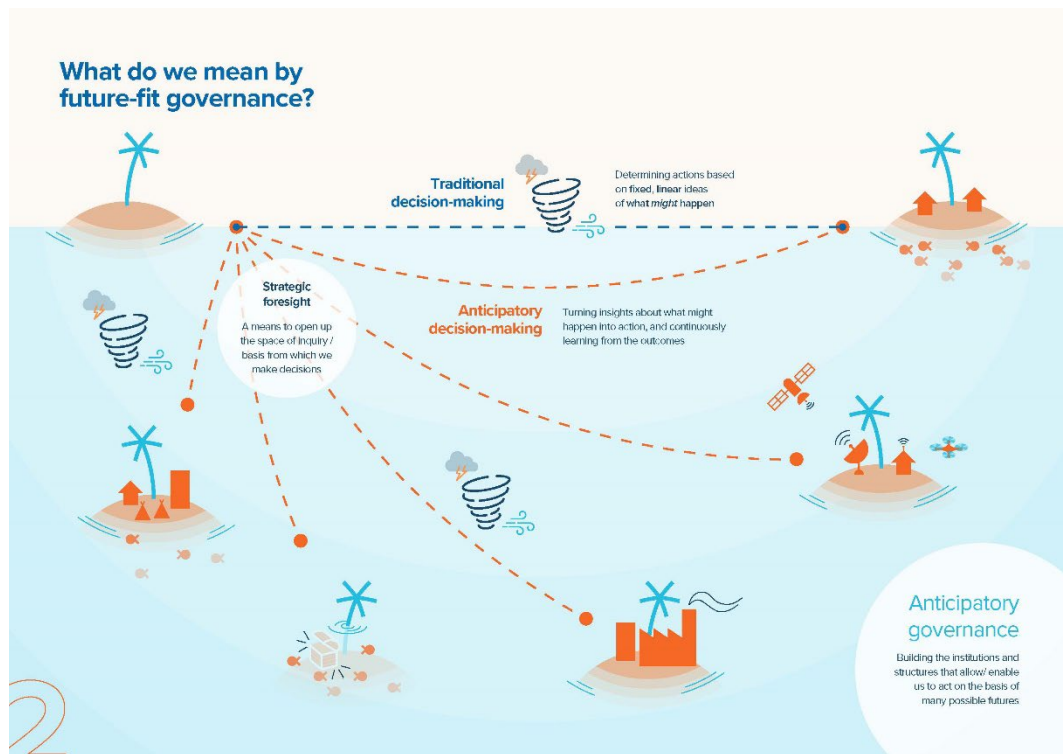 What do we mean by
future-fit governance?
Traditional
decision-making
Determining actions based
on fixed, linear ideas
of what might happen
Strategic
foresight
A means to open up
the space of inquiry /
basis from which we
make decisions
Anticipatory
decision-making
Turning insights about what might
happen into action, and continuously
learning from the outcomes
Anticipatory
governance
Building the institutions and
structures that allow/ enable
us to act on the basis of
many possible futures
2